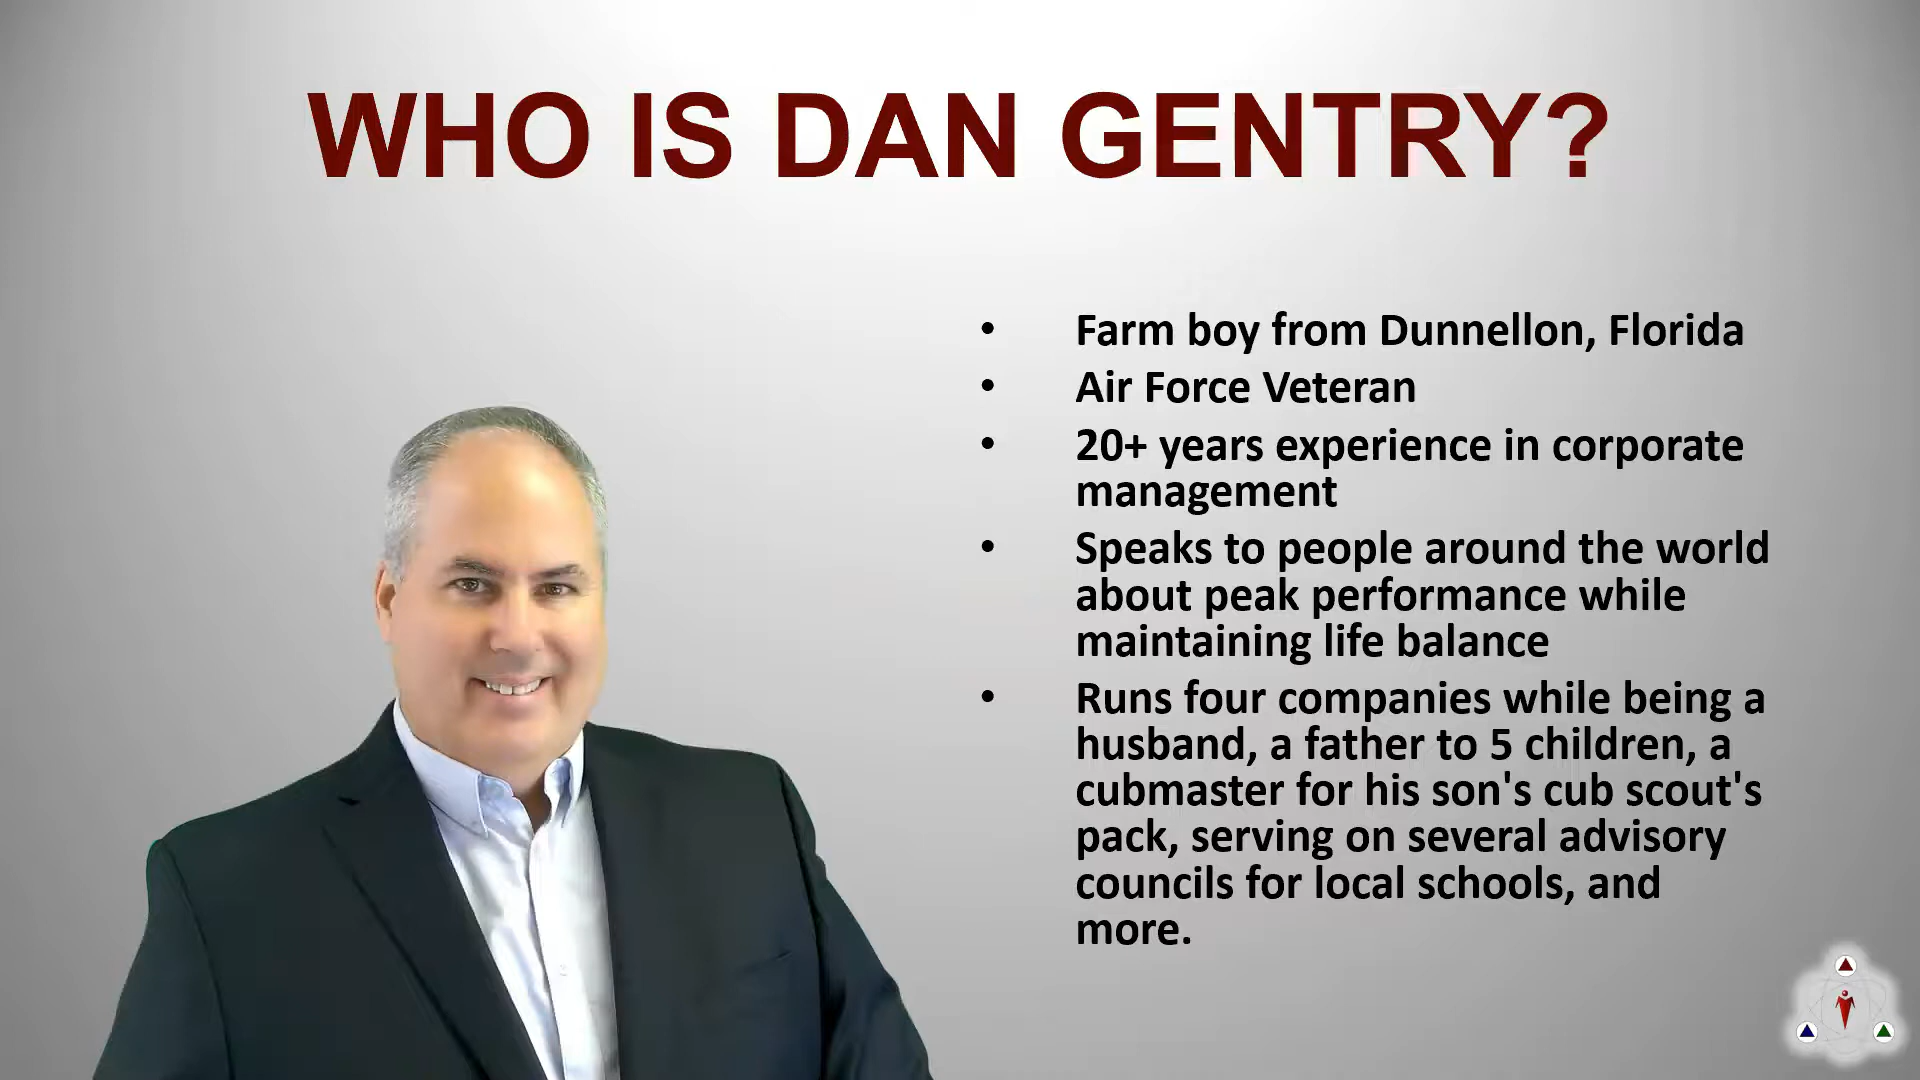 WHO IS DAN GENTRY?
• Farm boy from Dunnellon, Florida
• Air Force Veteran
• 20+ years experience in corporate
management
• Speaks to people around the world
about peak performance while
maintaining life balance
• Runs four companies while being a
husband, a father to 5 children, a
cubmaster for his son's cub scout's
pack, serving on several advisory
councils for local schools, and
more.